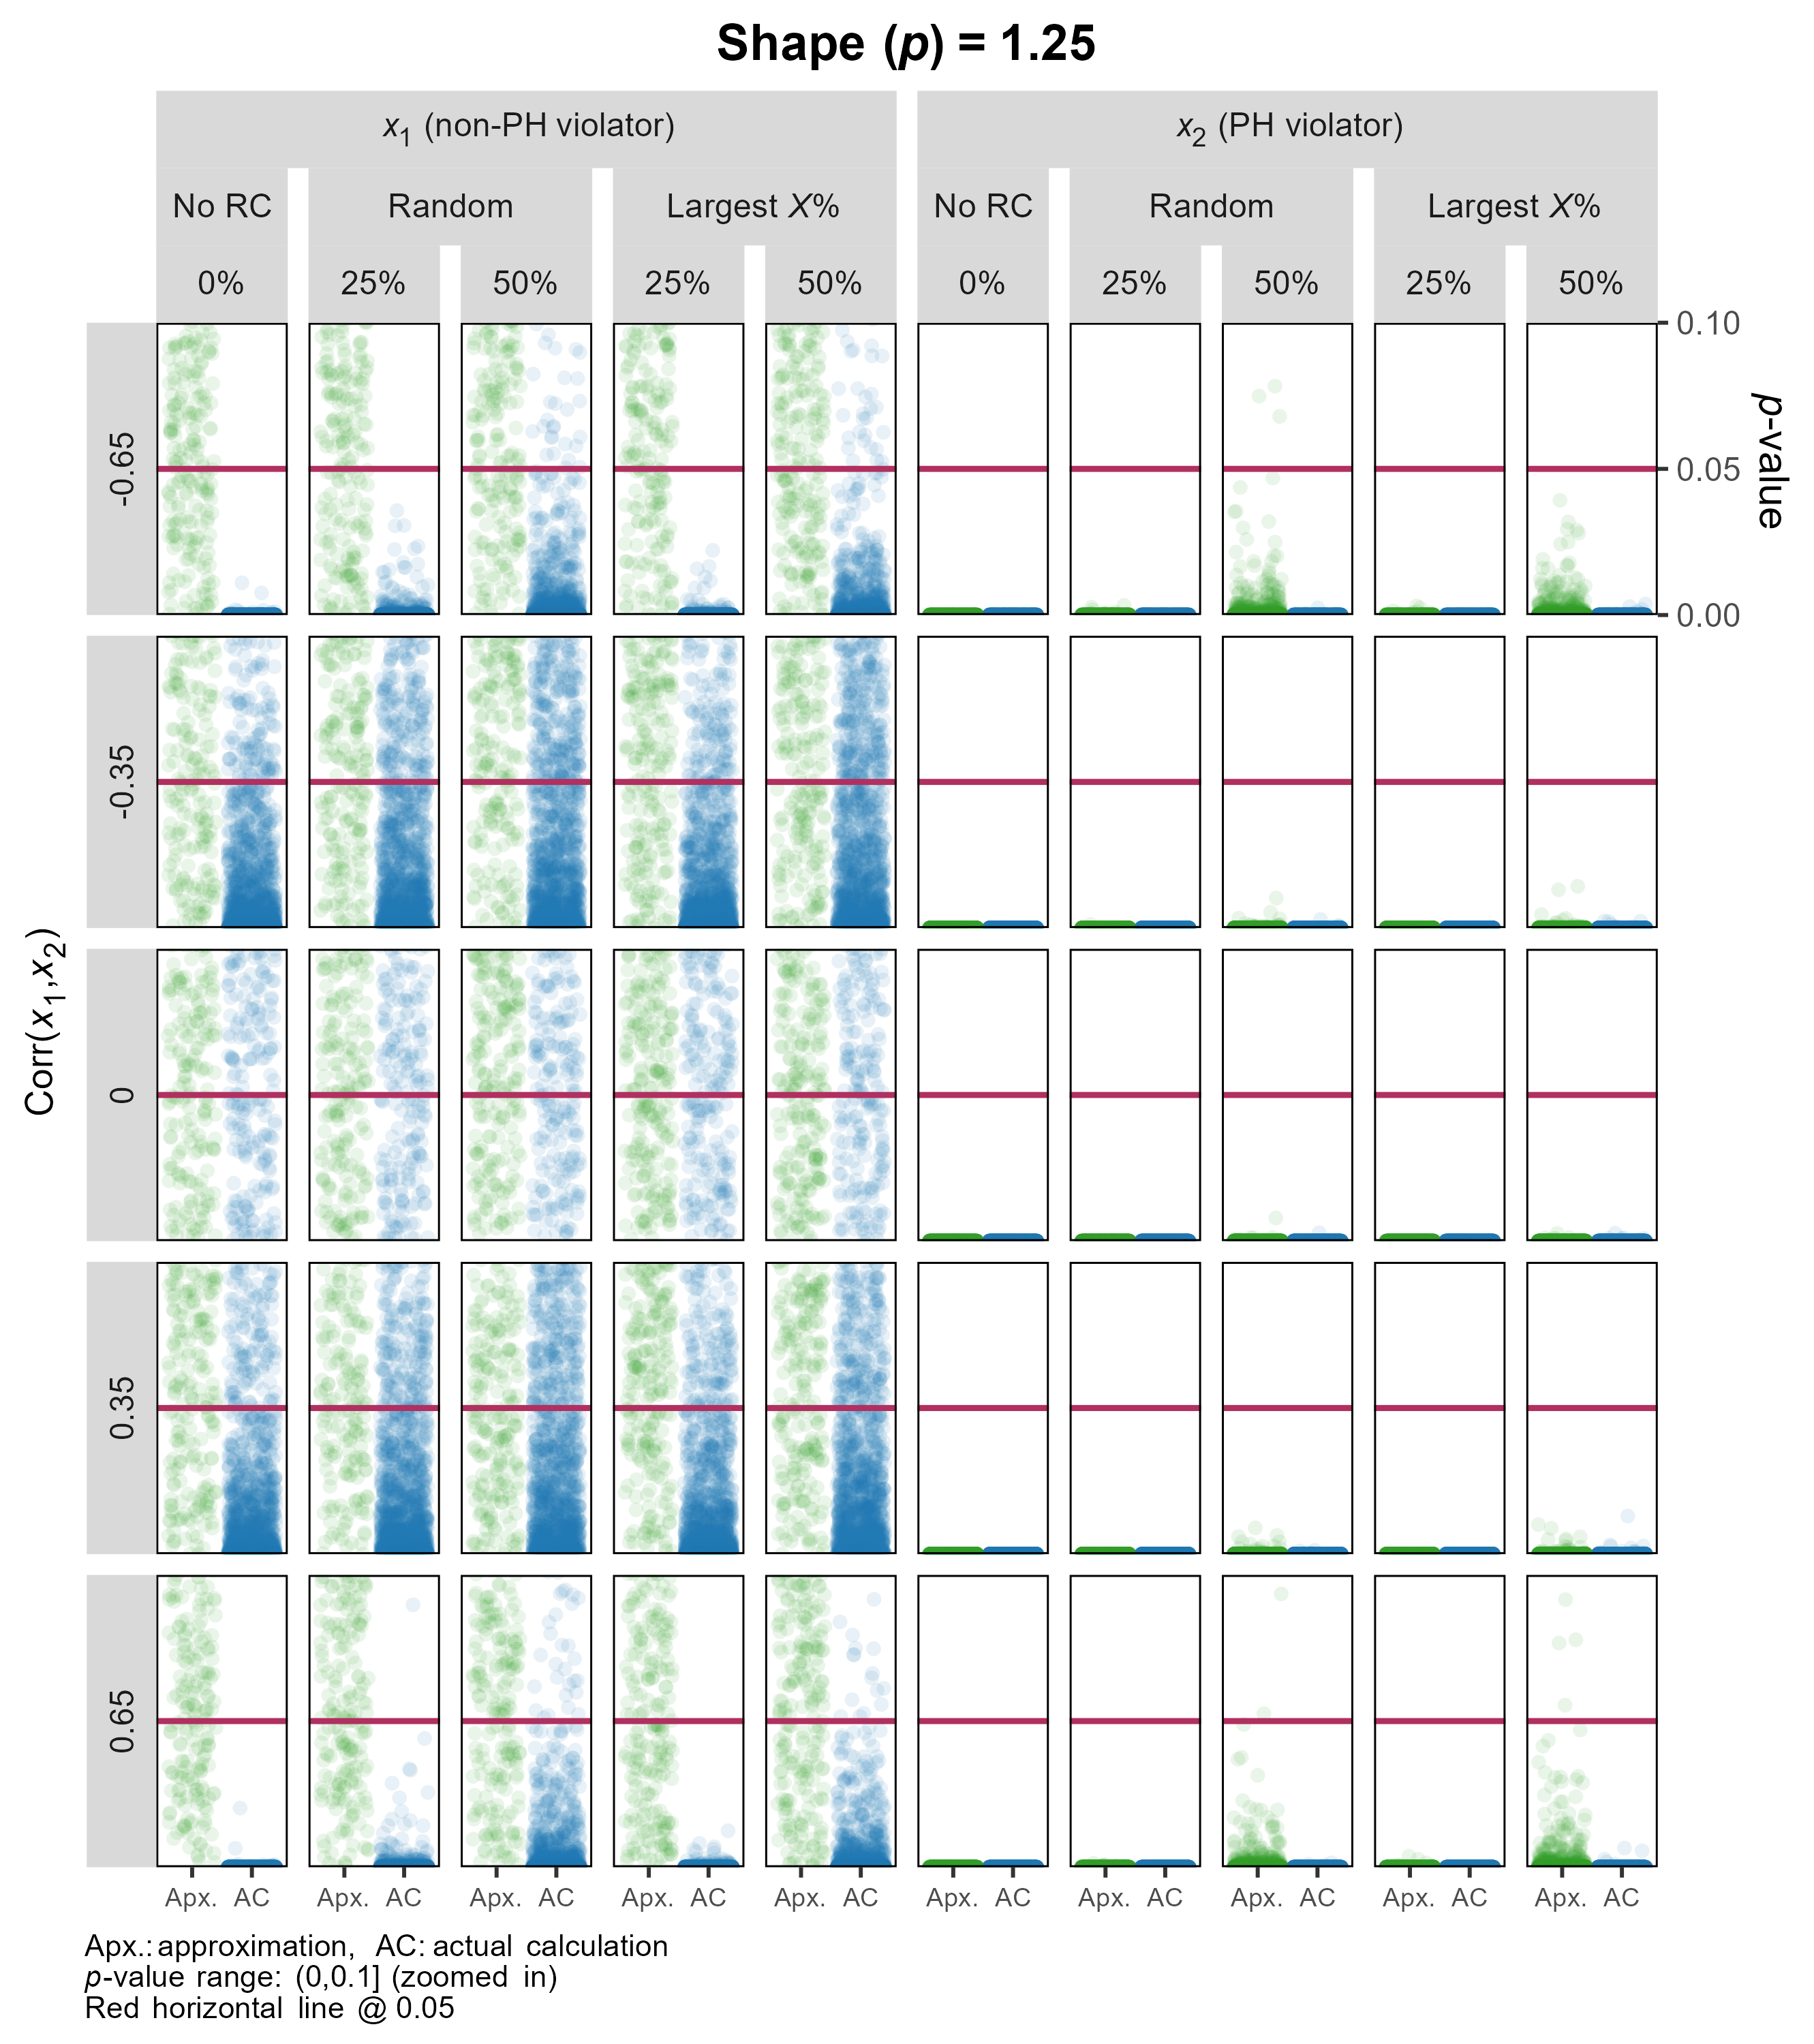 Shape (p) = 1.25
x1 (non-PH violator) x2 (PH violator)
No RC Random Largest X% No RC Random Largest X%
0% 25% 50% 25% 50% 0% 25% 50% 25% 50%
0.10
0.05
0.00
p-value
-0.65
-0.35
0
0.35
0.65
Corr(x1,x2)
Apx. AC Apx. AC Apx. AC Apx. AC Apx. AC Apx. AC Apx. AC Apx. AC Apx. AC Apx. AC
Apx.: approximation, AC: actual calculation
p-value range: (0,0.1] (zoomed in)
Red horizontal line @ 0.05